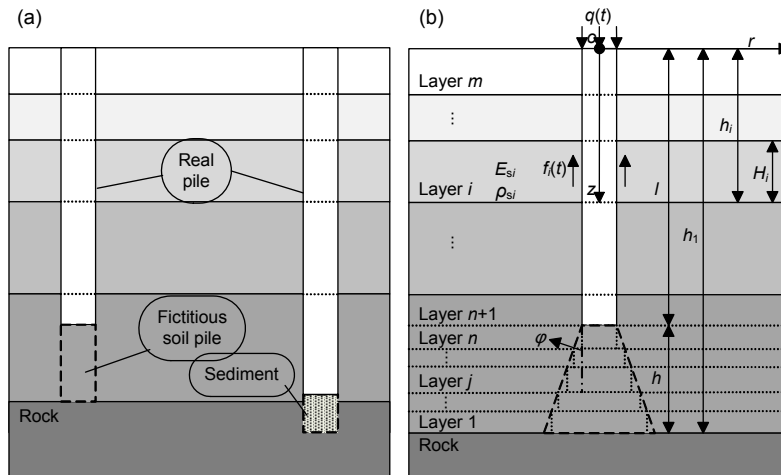 (a)
Real
pile
Fictitious
soil pile
Sediment
Rock
(b)
q(t)
o
r
Layer m
⋮
h_i
H_i
E_si
ρ_si
f_i(t)
Layer i
z
l
h_1
⋮
Layer n+1
Layer n
φ
⋮
h
Layer j
⋮
Layer 1
Rock